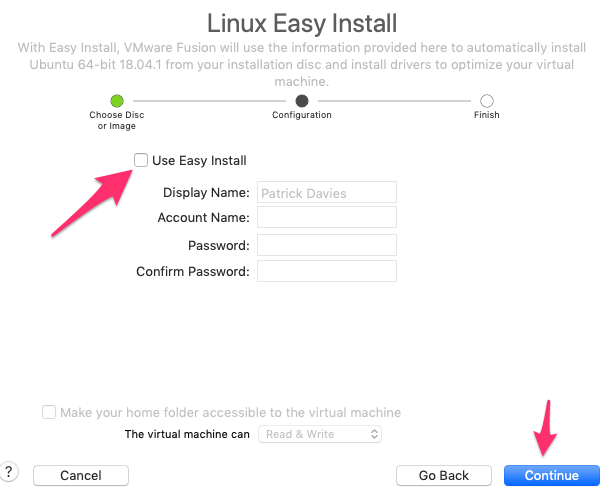 Linux Easy Install
With Easy Install, VMware Fusion will use the information provided here to automatically install
Ubuntu 64-bit 18.04.1 from your installation disc and install drivers to optimize your virtual
machine.
Choose Disc
or Image
Configuration
Finish
Use Easy Install
Display Name: Patrick Davies
Account Name:
Password:
Confirm Password:
Make your home folder accessible to the virtual machine
The virtual machine can Read & Write
? Cancel Go Back Continue